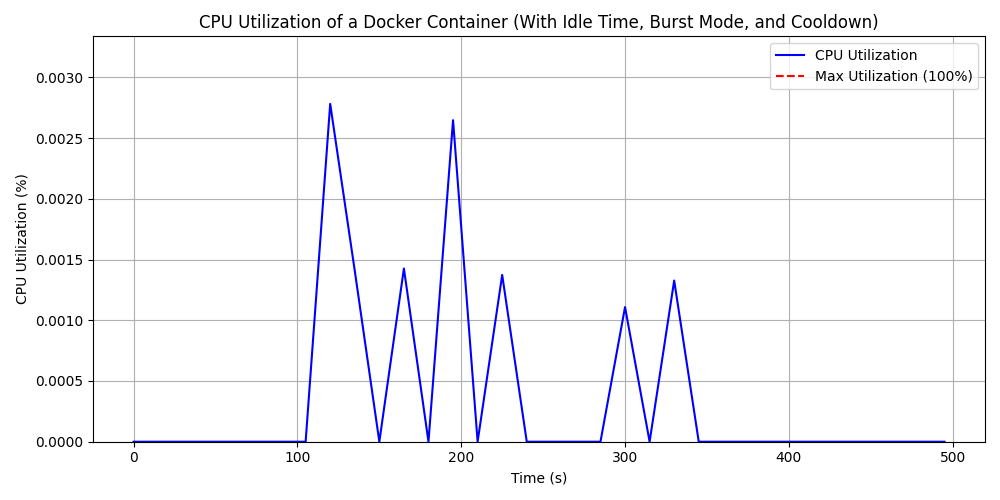 CPU Utilization of a Docker Container (With Idle Time, Burst Mode, and Cooldown)
CPU Utilization
Max Utilization (100%)
CPU Utilization (%)
0.0030
0.0025
0.0020
0.0015
0.0010
0.0005
0.0000
0 100 200 300 400 500
Time (s)